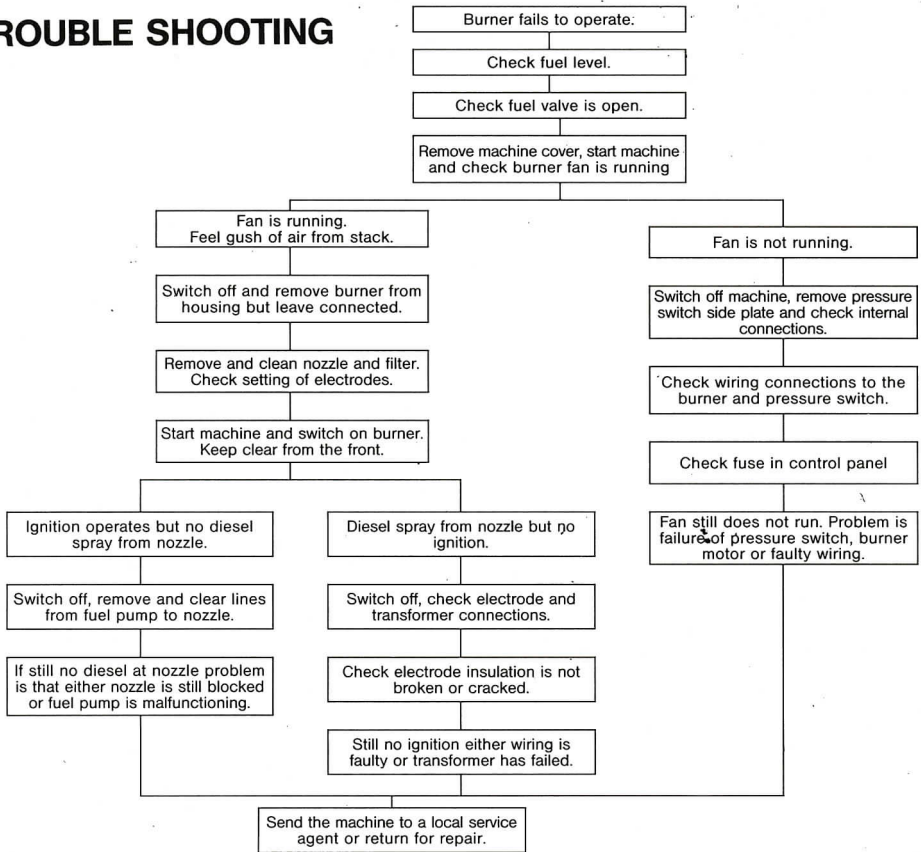 ROUBLE SHOOTING
Burner fails to operate.
Check fuel level.
Check fuel valve is open.
Remove machine cover, start machine
and check burner fan is running
Fan is running.
Feel gush of air from stack.
Switch off and remove burner from
housing but leave connected.
Remove and clean nozzle and filter.
Check setting of electrodes.
Start machine and switch on burner.
Keep clear from the front.
Ignition operates but no diesel
spray from nozzle.
Switch off, remove and clear lines
from fuel pump to nozzle.
If still no diesel at nozzle problem
is that either nozzle is still blocked
or fuel pump is malfunctioning.
Diesel spray from nozzle but no
ignition.
Switch off, check electrode and
transformer connections.
Check electrode insulation is not
broken or cracked.
Still no ignition either wiring is
faulty or transformer has failed.
Fan is not running.
Switch off machine, remove pressure
switch side plate and check internal
connections.
Check wiring connections to the
burner and pressure switch.
Check fuse in control panel
Fan still does not run. Problem is
failure of pressure switch, burner
motor or faulty wiring.
Send the machine to a local service
agent or return for repair.